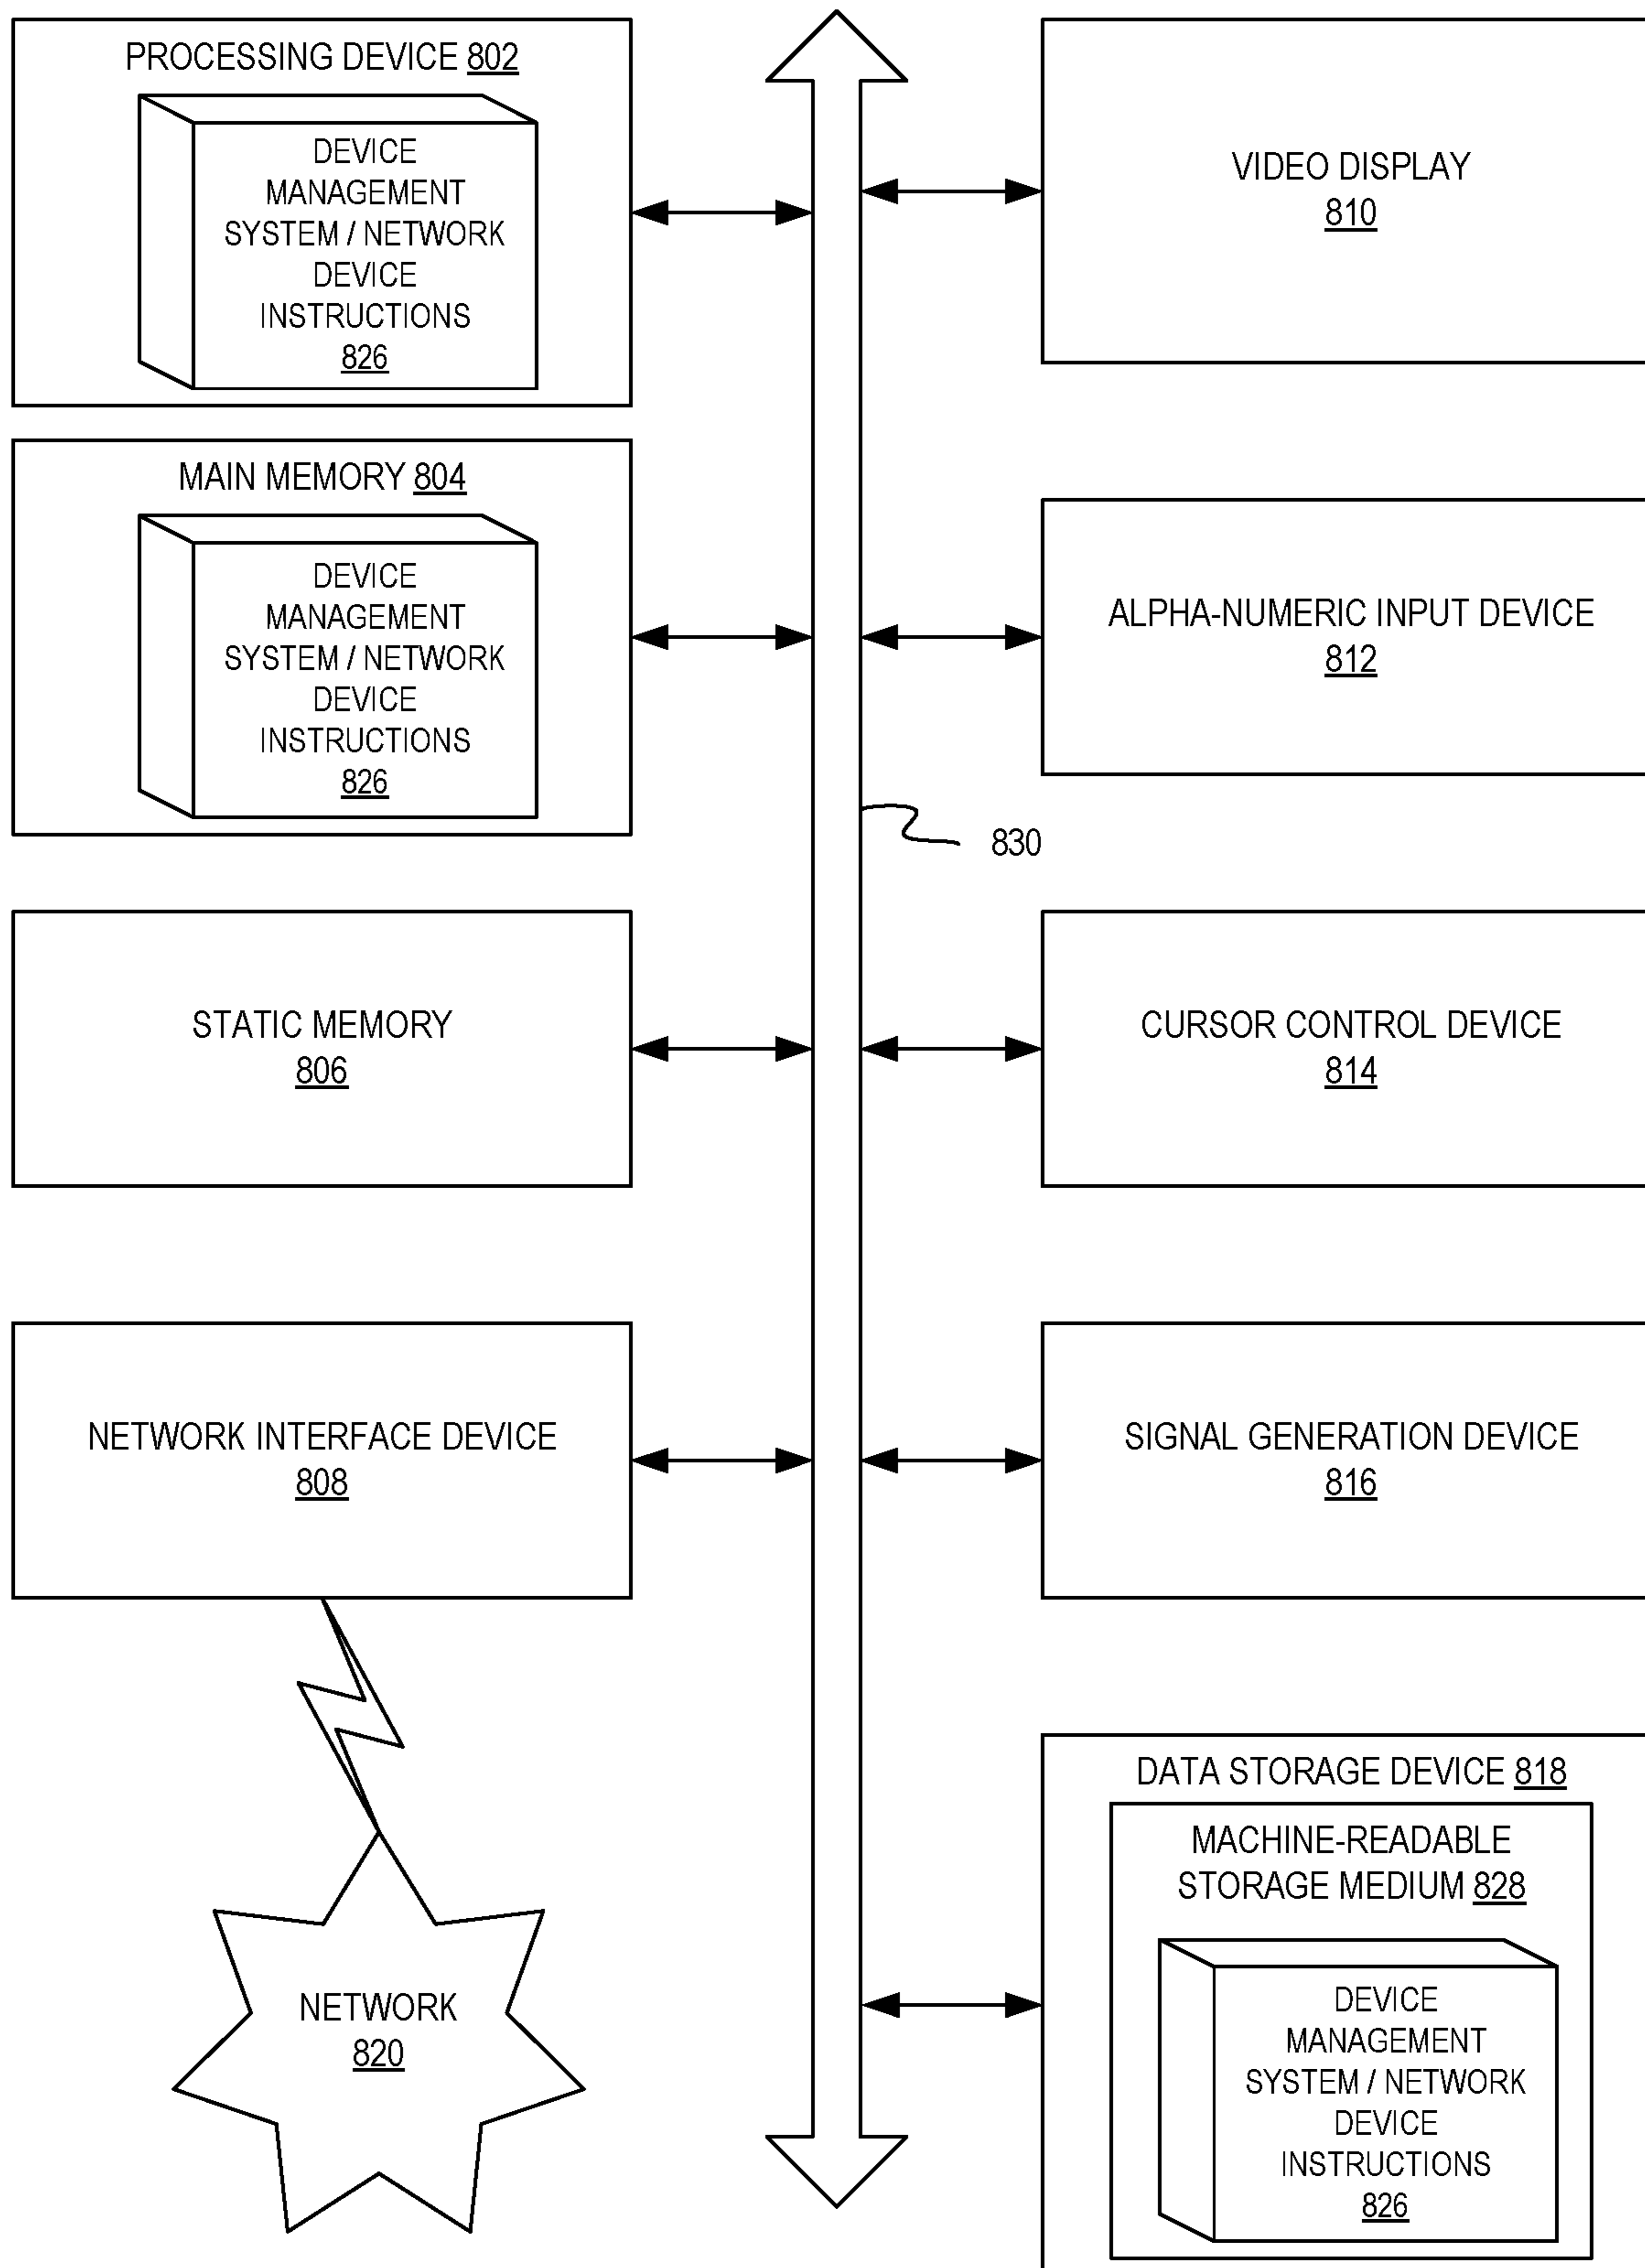 PROCESSING DEVICE 802
DEVICE
MANAGEMENT
SYSTEM / NETWORK
DEVICE
INSTRUCTIONS
826
MAIN MEMORY 804
DEVICE
MANAGEMENT
SYSTEM / NETWORK
DEVICE
INSTRUCTIONS
826
STATIC MEMORY
806
NETWORK INTERFACE DEVICE
808
NETWORK
820
830
VIDEO DISPLAY
810
ALPHA-NUMERIC INPUT DEVICE
812
CURSOR CONTROL DEVICE
814
SIGNAL GENERATION DEVICE
816
DATA STORAGE DEVICE 818
MACHINE-READABLE
STORAGE MEDIUM 828
DEVICE
MANAGEMENT
SYSTEM / NETWORK
DEVICE
INSTRUCTIONS
826